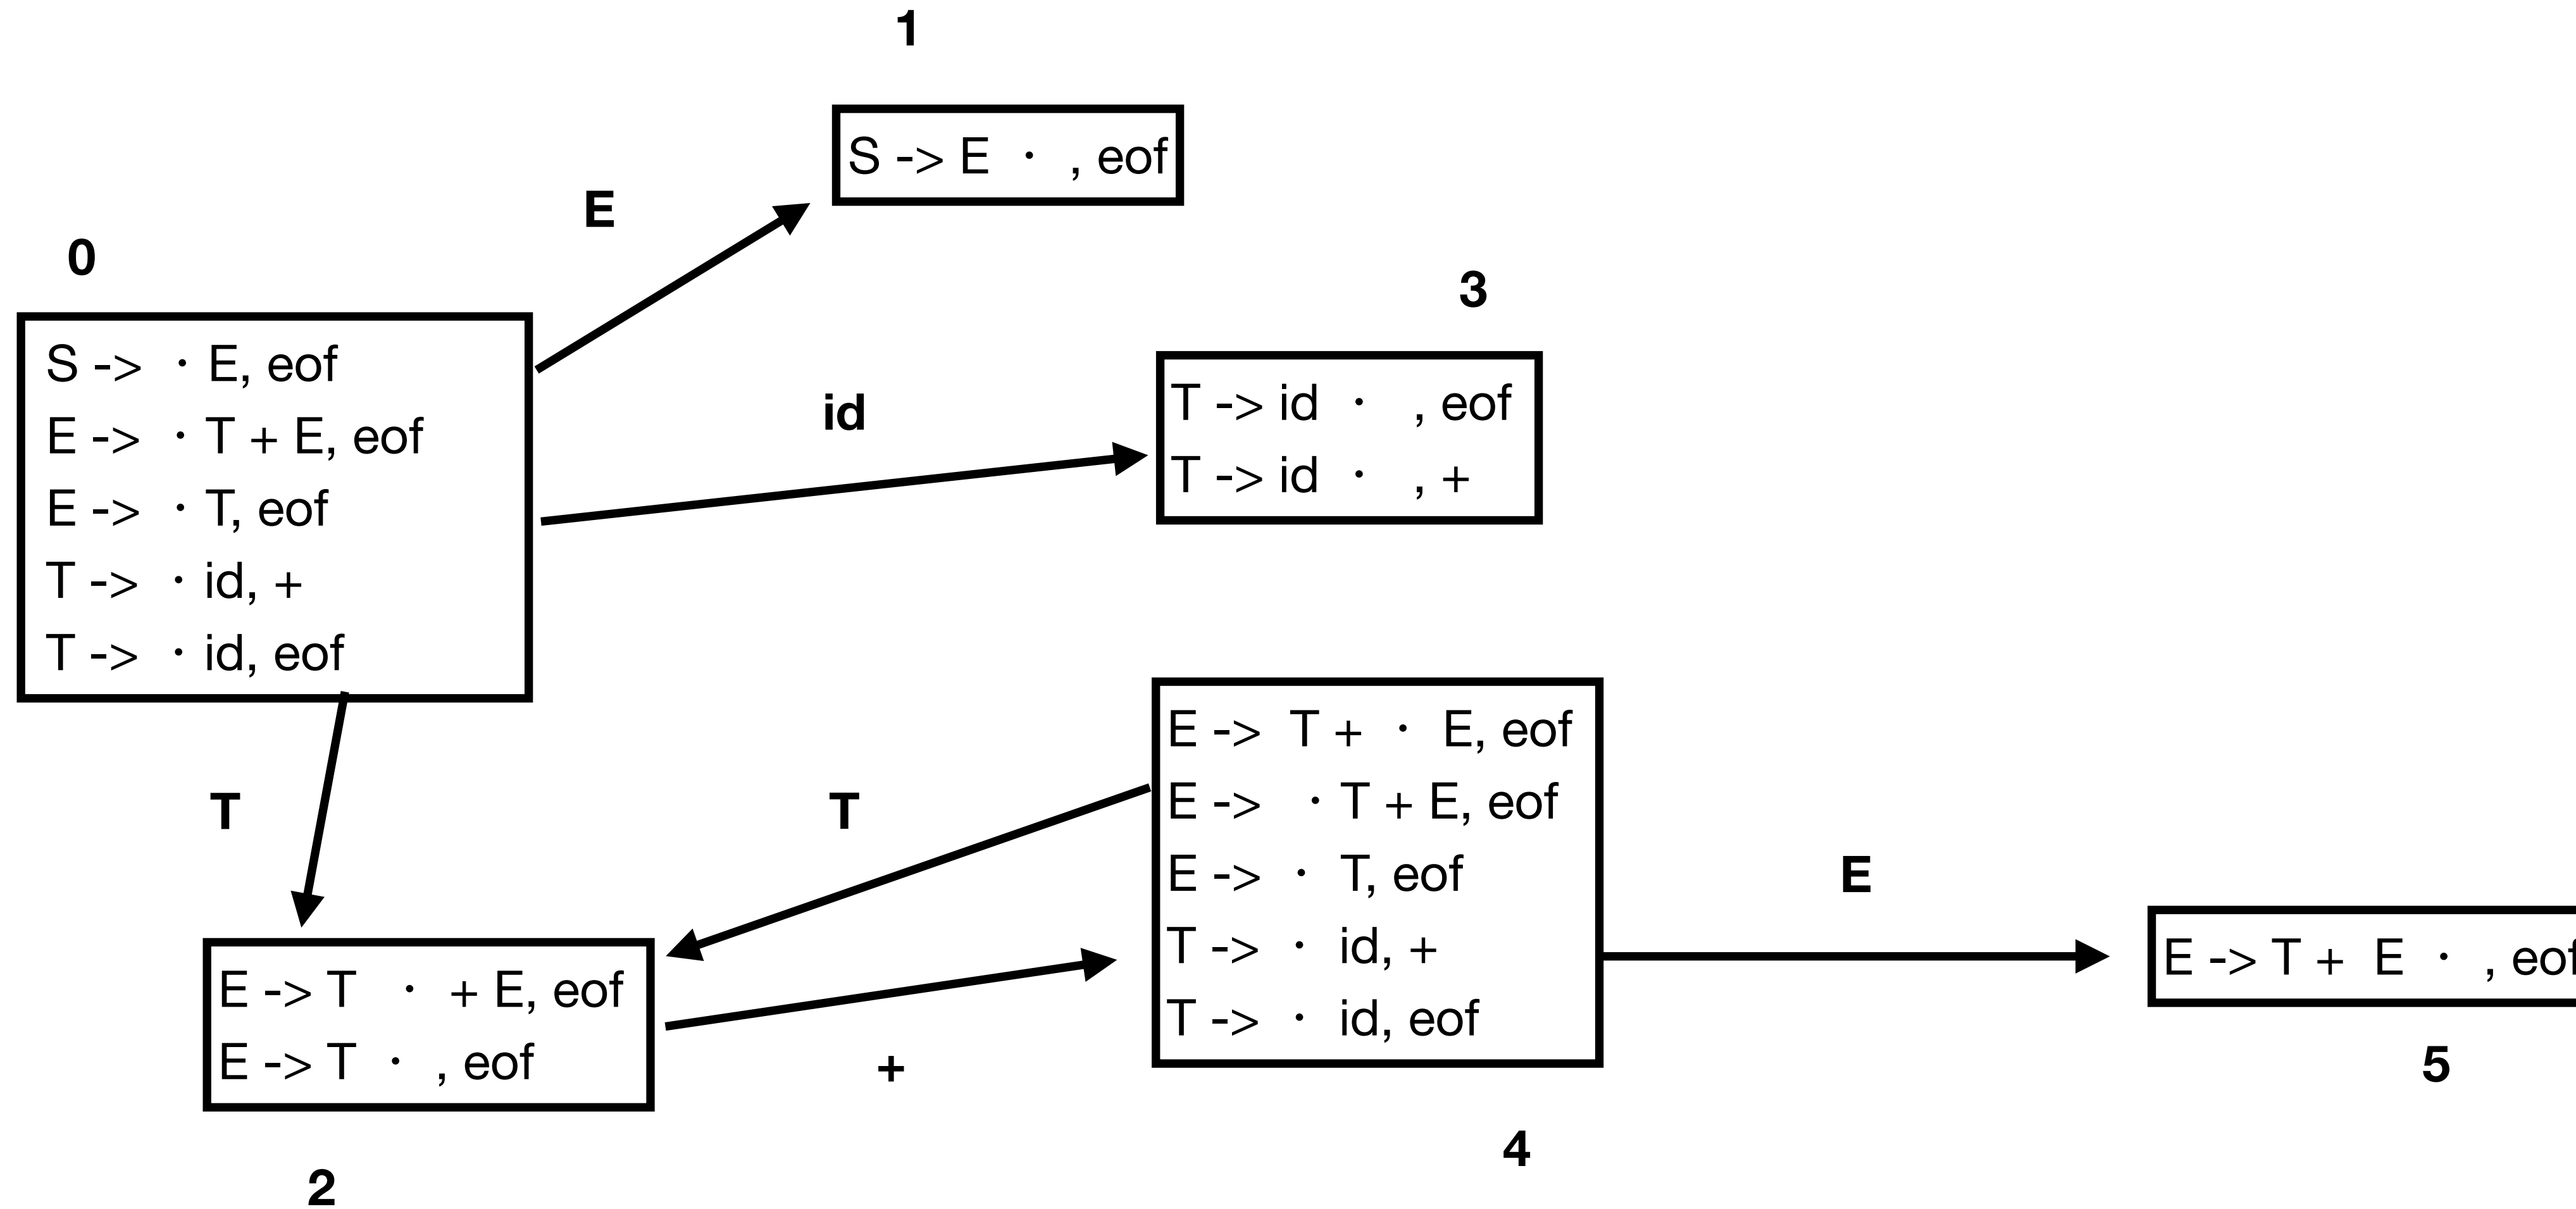 1
S -> E · , eof
E
0
3
S -> · E, eof
E -> · T + E, eof
E -> · T, eof
T -> · id, +
T -> · id, eof
id
T -> id · , eof
T -> id · , +
T
T
E -> T + · E, eof
E -> · T + E, eof
E -> · T, eof
T -> · id, +
T -> · id, eof
E
E -> T · + E, eof
E -> T · , eof
+
E -> T + E · , eof
5
4
2